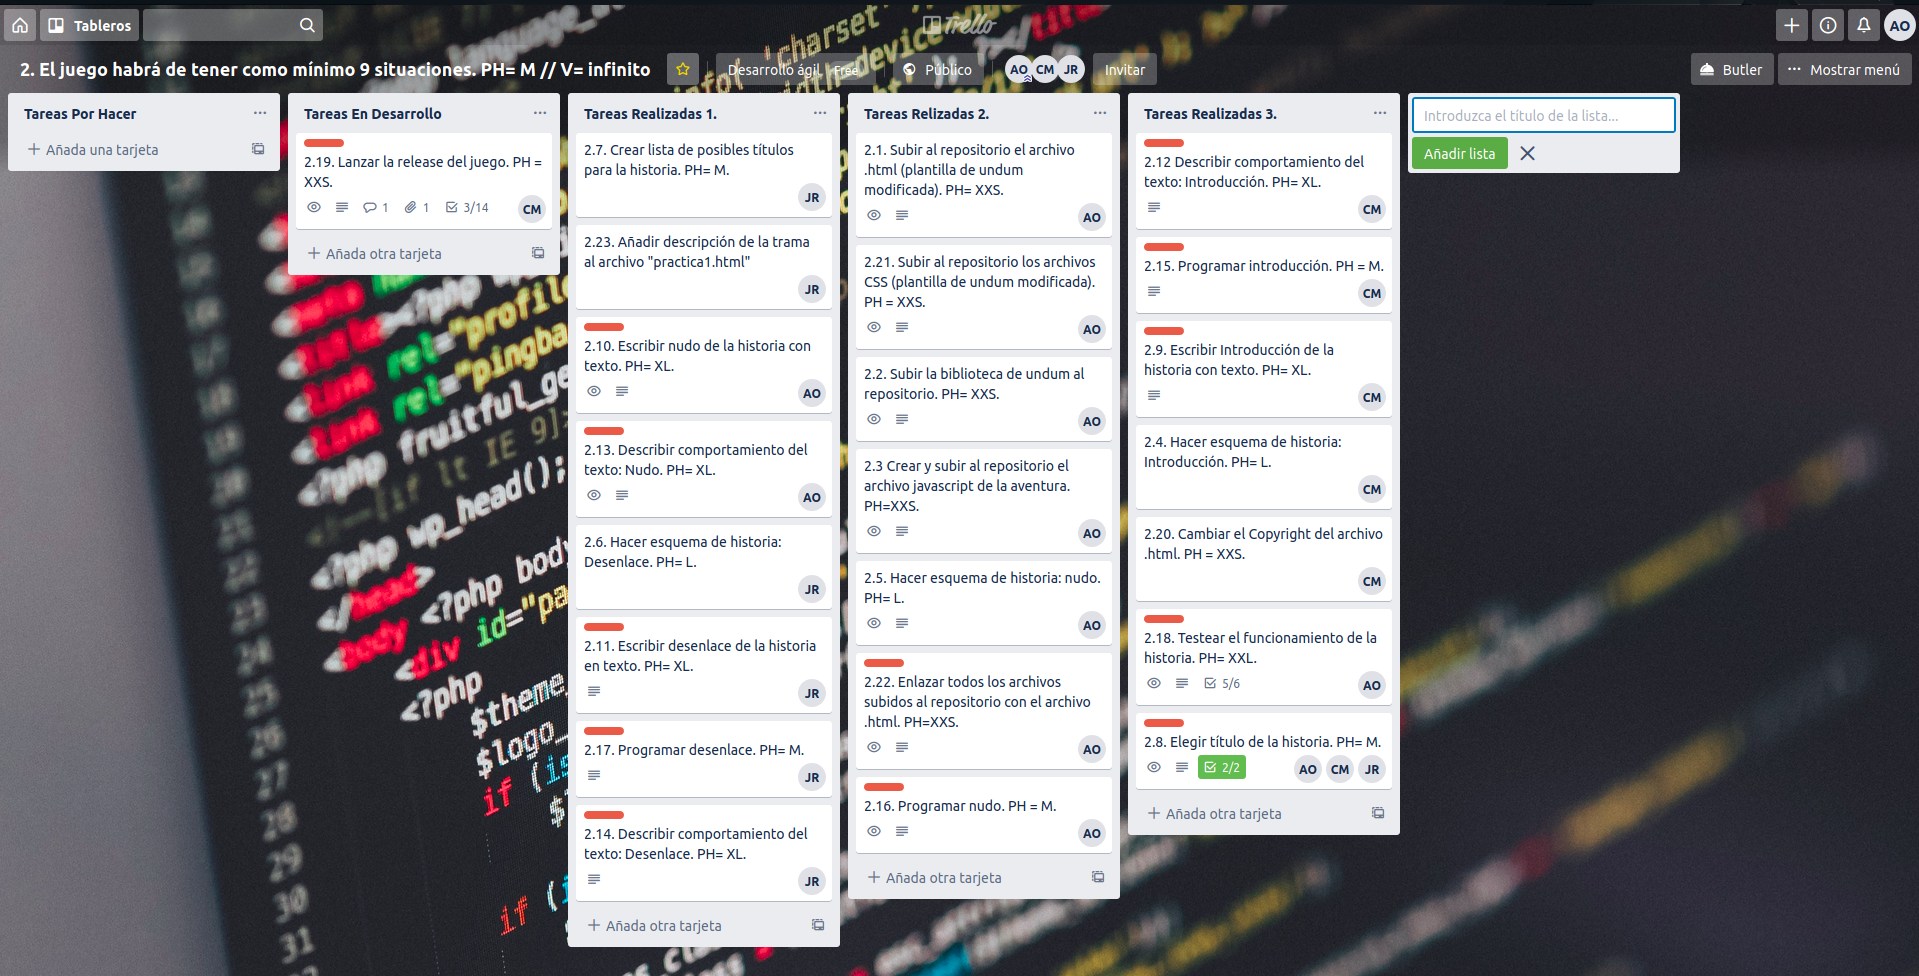 Tableros
Trello
AO
2. El juego habrá de tener como mínimo 9 situaciones. PH= M // V= infinito
Desarrollo ágil Free
Público
AO CM JR
Invitar
Butler
Mostrar menú
Tareas Por Hacer
Añada una tarjeta
Tareas En Desarrollo
2.19. Lanzar la release del juego. PH =
XXS.
1 1 3/14 CM
Añada otra tarjeta
Tareas Realizadas 1.
2.7. Crear lista de posibles títulos
para la historia. PH= M.
JR
2.23. Añadir descripción de la trama
al archivo "practica1.html"
JR
2.10. Escribir nudo de la historia con
texto. PH= XL.
AO
2.13. Describir comportamiento del
texto: Nudo. PH= XL.
AO
2.6. Hacer esquema de historia:
Desenlace. PH= L.
JR
2.11. Escribir desenlace de la historia
en texto. PH= XL.
JR
2.17. Programar desenlace. PH= M.
JR
2.14. Describir comportamiento del
texto: Desenlace. PH= XL.
JR
Añada otra tarjeta
Tareas Relizadas 2.
2.1. Subir al repositorio el archivo
.html (plantilla de undum
modificada). PH= XXS.
AO
2.21. Subir al repositorio los archivos
CSS (plantilla de undum modificada).
PH = XXS.
AO
2.2. Subir la biblioteca de undum al
repositorio. PH= XXS.
AO
2.3 Crear y subir al repositorio el
archivo javascript de la aventura.
PH=XXS.
AO
2.5. Hacer esquema de historia: nudo.
PH= L.
AO
2.22. Enlazar todos los archivos
subidos al repositorio con el archivo
.html. PH=XXS.
AO
2.16. Programar nudo. PH = M.
AO
Añada otra tarjeta
Tareas Realizadas 3.
2.12 Describir comportamiento del
texto: Introducción. PH= XL.
CM
2.15. Programar introducción. PH = M.
CM
2.9. Escribir Introducción de la
historia con texto. PH= XL.
CM
2.4. Hacer esquema de historia:
Introducción. PH= L.
CM
2.20. Cambiar el Copyright del archivo
.html. PH = XXS.
CM
2.18. Testear el funcionamiento de la
historia. PH= XXL.
5/6 AO
2.8. Elegir título de la historia. PH= M.
2/2 AO CM JR
Añada otra tarjeta
Introduzca el título de la lista...
Añadir lista